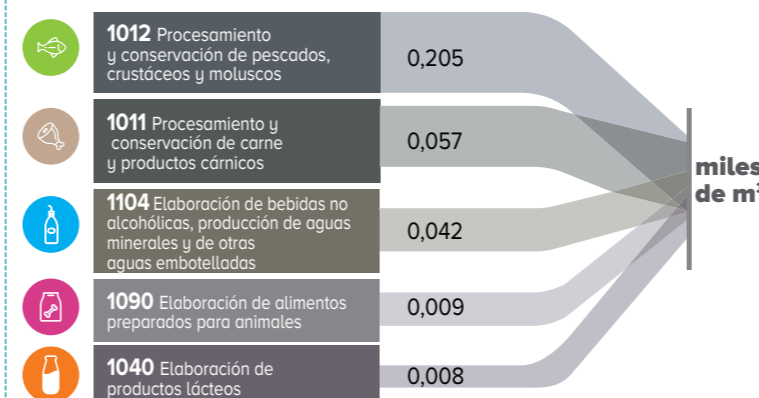 1012 Procesamiento
y conservación de pescados,
crustáceos y moluscos
0,205
1011 Procesamiento y
conservación de carne
y productos cárnicos
0,057
1104 Elaboración de bebidas no
alcohólicas, producción de aguas
minerales y de otras
aguas embotelladas
0,042
1090 Elaboración de alimentos
preparados para animales
0,009
1040 Elaboración de
productos lácteos
0,008
miles
de m³